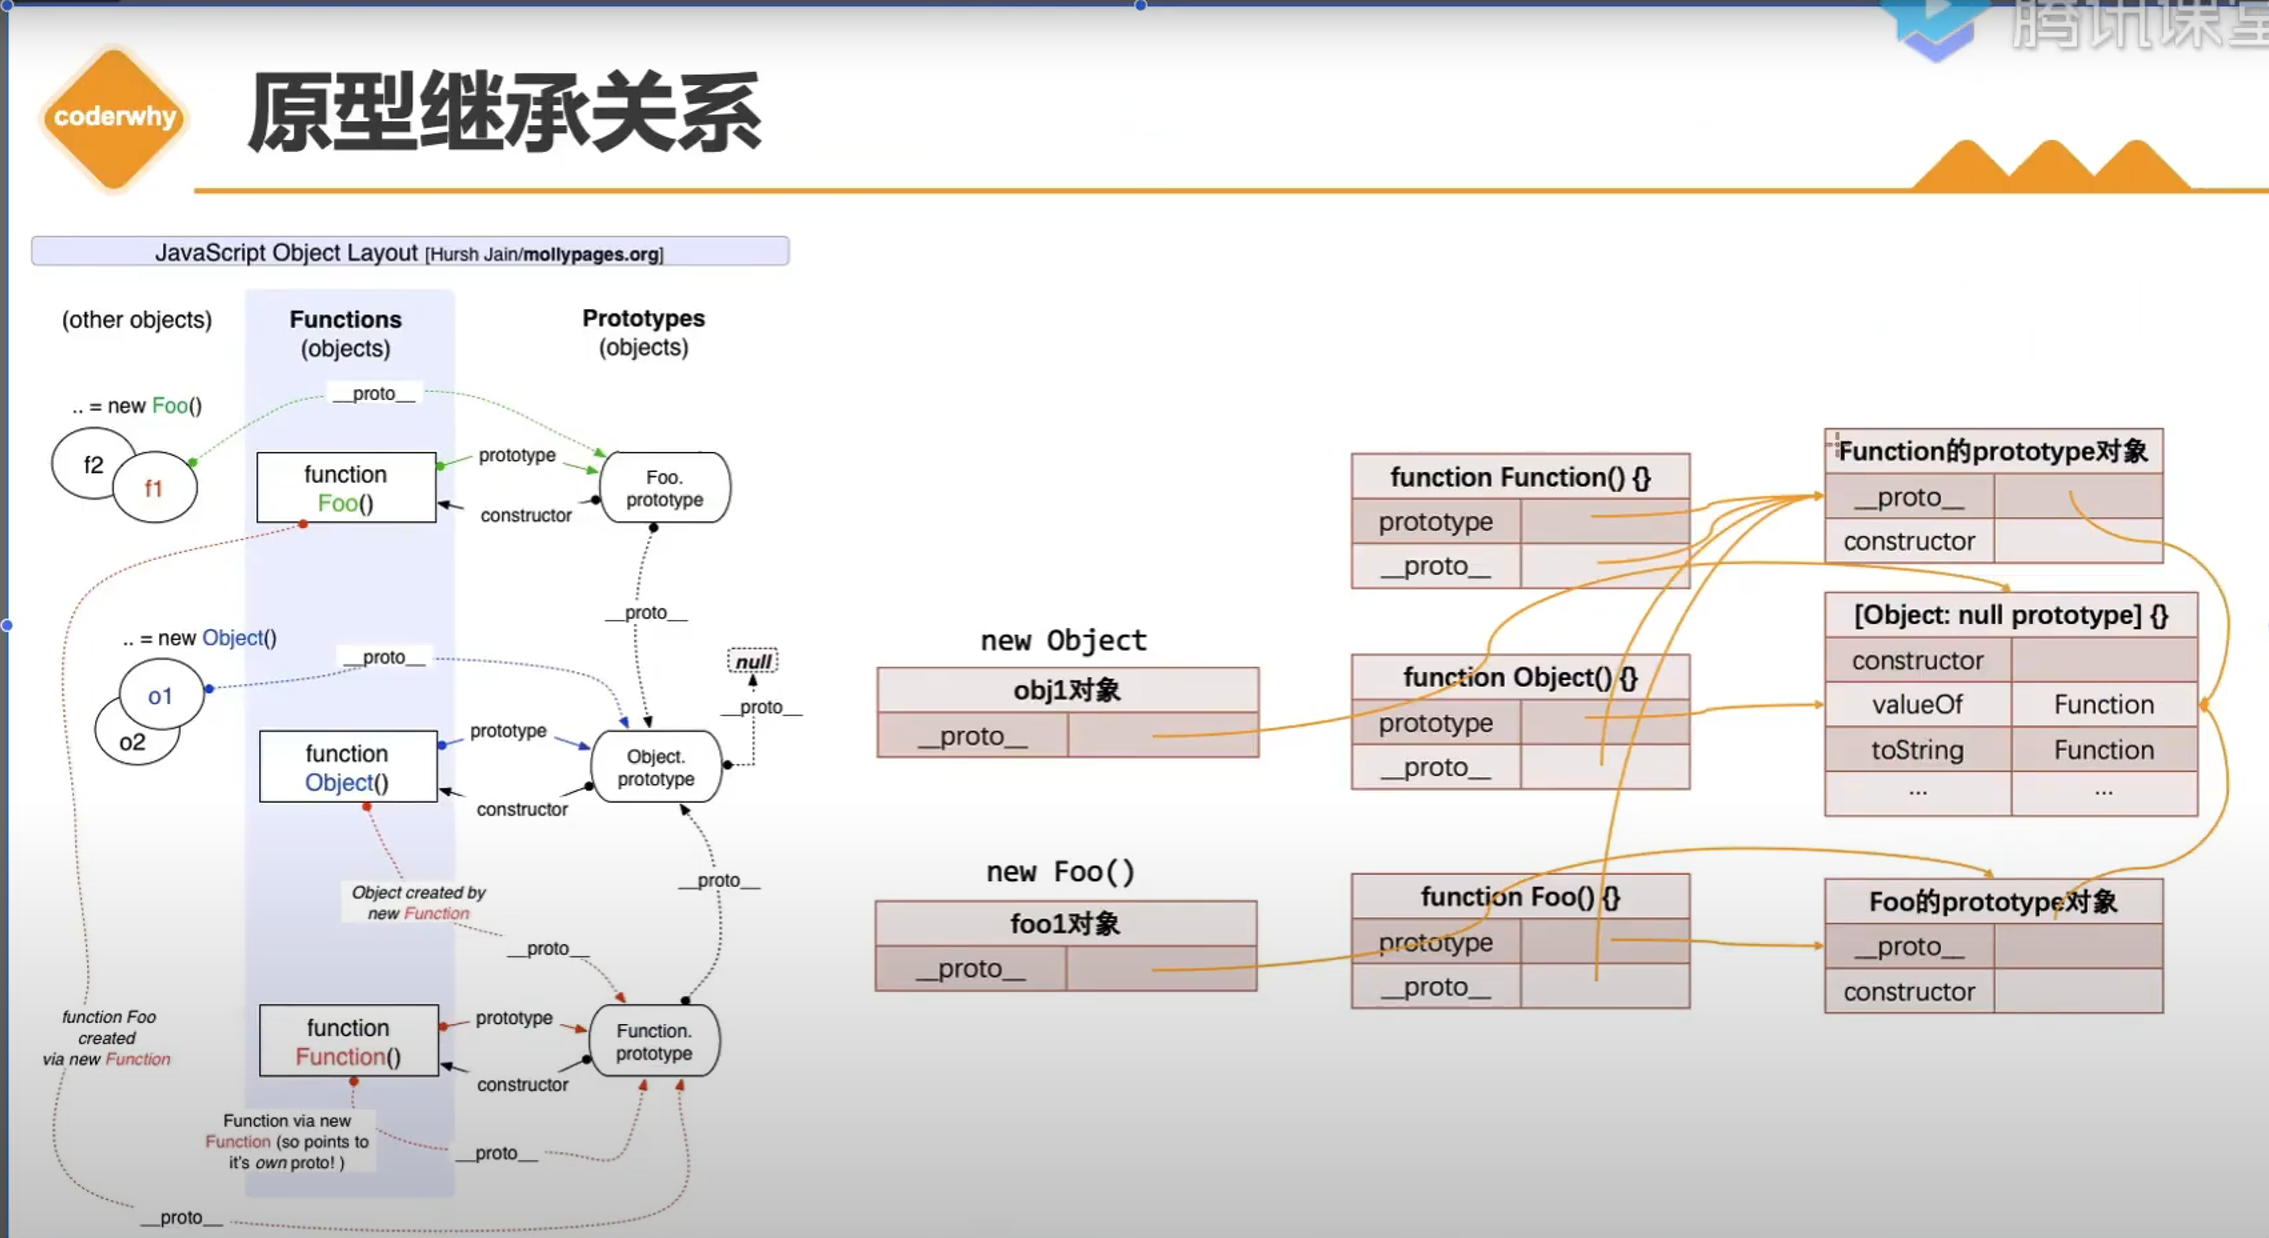 腾讯课堂
coderwhy
原型继承关系
JavaScript Object Layout [Hursh Jain/mollypages.org]
(other objects)
Functions
(objects)
Prototypes
(objects)
__proto__
.. = new Foo()
f2
f1
function
Foo()
prototype
constructor
Foo.
prototype
__proto__
.. = new Object()
__proto__
null
__proto__
o1
o2
function
Object()
prototype
constructor
Object.
prototype
__proto__
Object created by
new Function
__proto__
function Foo
created
via new Function
function
Function()
prototype
constructor
Function.
prototype
Function via new
Function (so points to
it's own proto! )
__proto__
__proto__
new Object
obj1对象
__proto__
new Foo()
foo1对象
__proto__
function Function() {}
prototype
__proto__
function Object() {}
prototype
__proto__
function Foo() {}
prototype
__proto__
Function的prototype对象
__proto__
constructor
[Object: null prototype] {}
constructor
valueOf Function
toString Function
... ...
Foo的prototype对象
__proto__
constructor